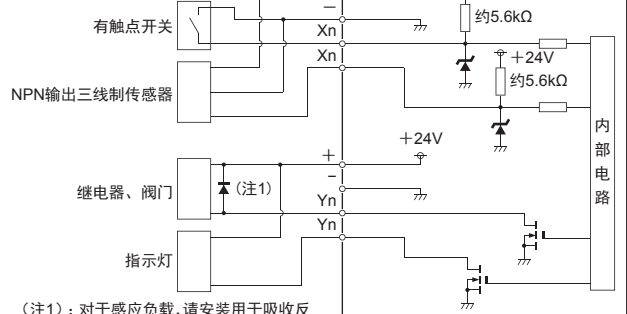 −
约5.6kΩ
有触点开关
Xn
Xn
+24V
约5.6kΩ
NPN输出三线制传感器
内部电路
+24V
+
−
继电器、阀门
(注1)
Yn
Yn
指示灯
(注1)：对于感应负载,请安装用于吸收反